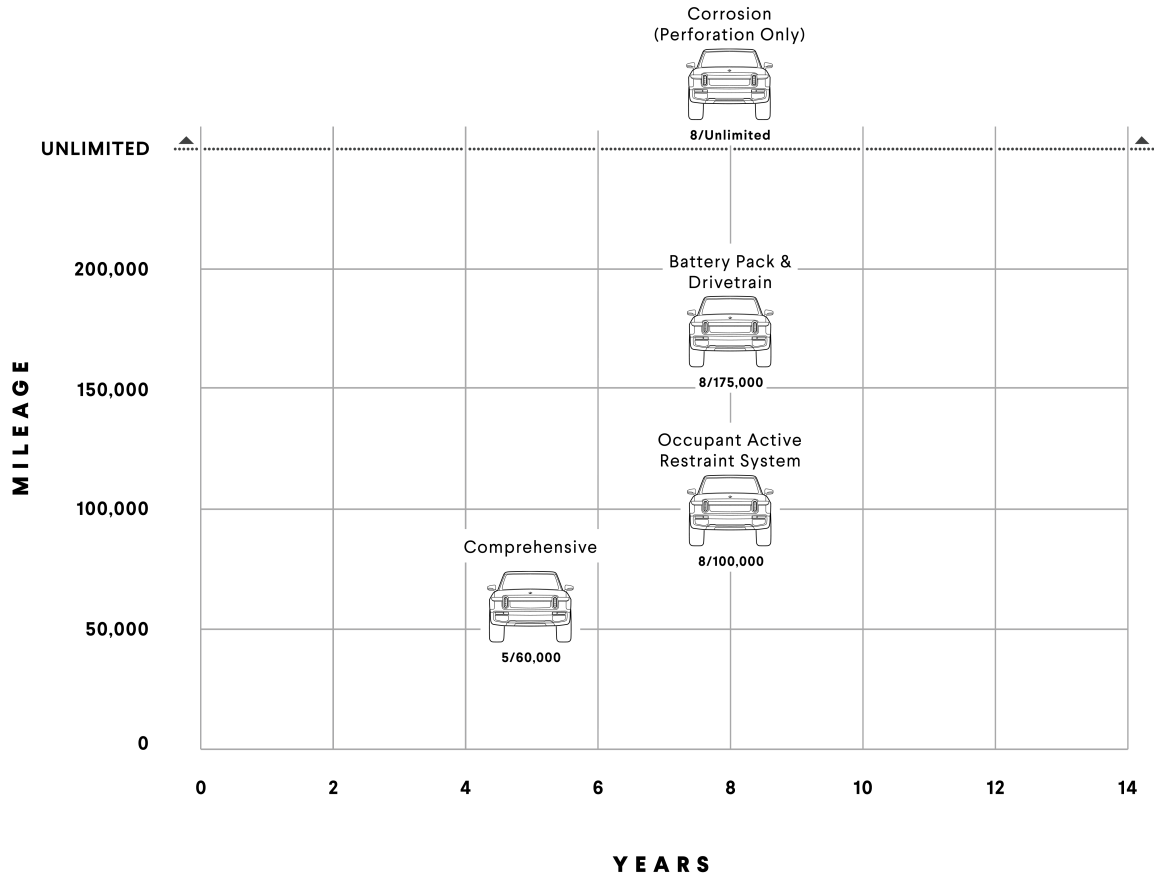 Corrosion
(Perforation Only)
8/Unlimited
UNLIMITED
200,000
Battery Pack &
Drivetrain
8/175,000
150,000
Occupant Active
Restraint System
8/100,000
100,000
Comprehensive
5/60,000
50,000
0
MILEAGE
0 2 4 6 8 10 12 14
YEARS